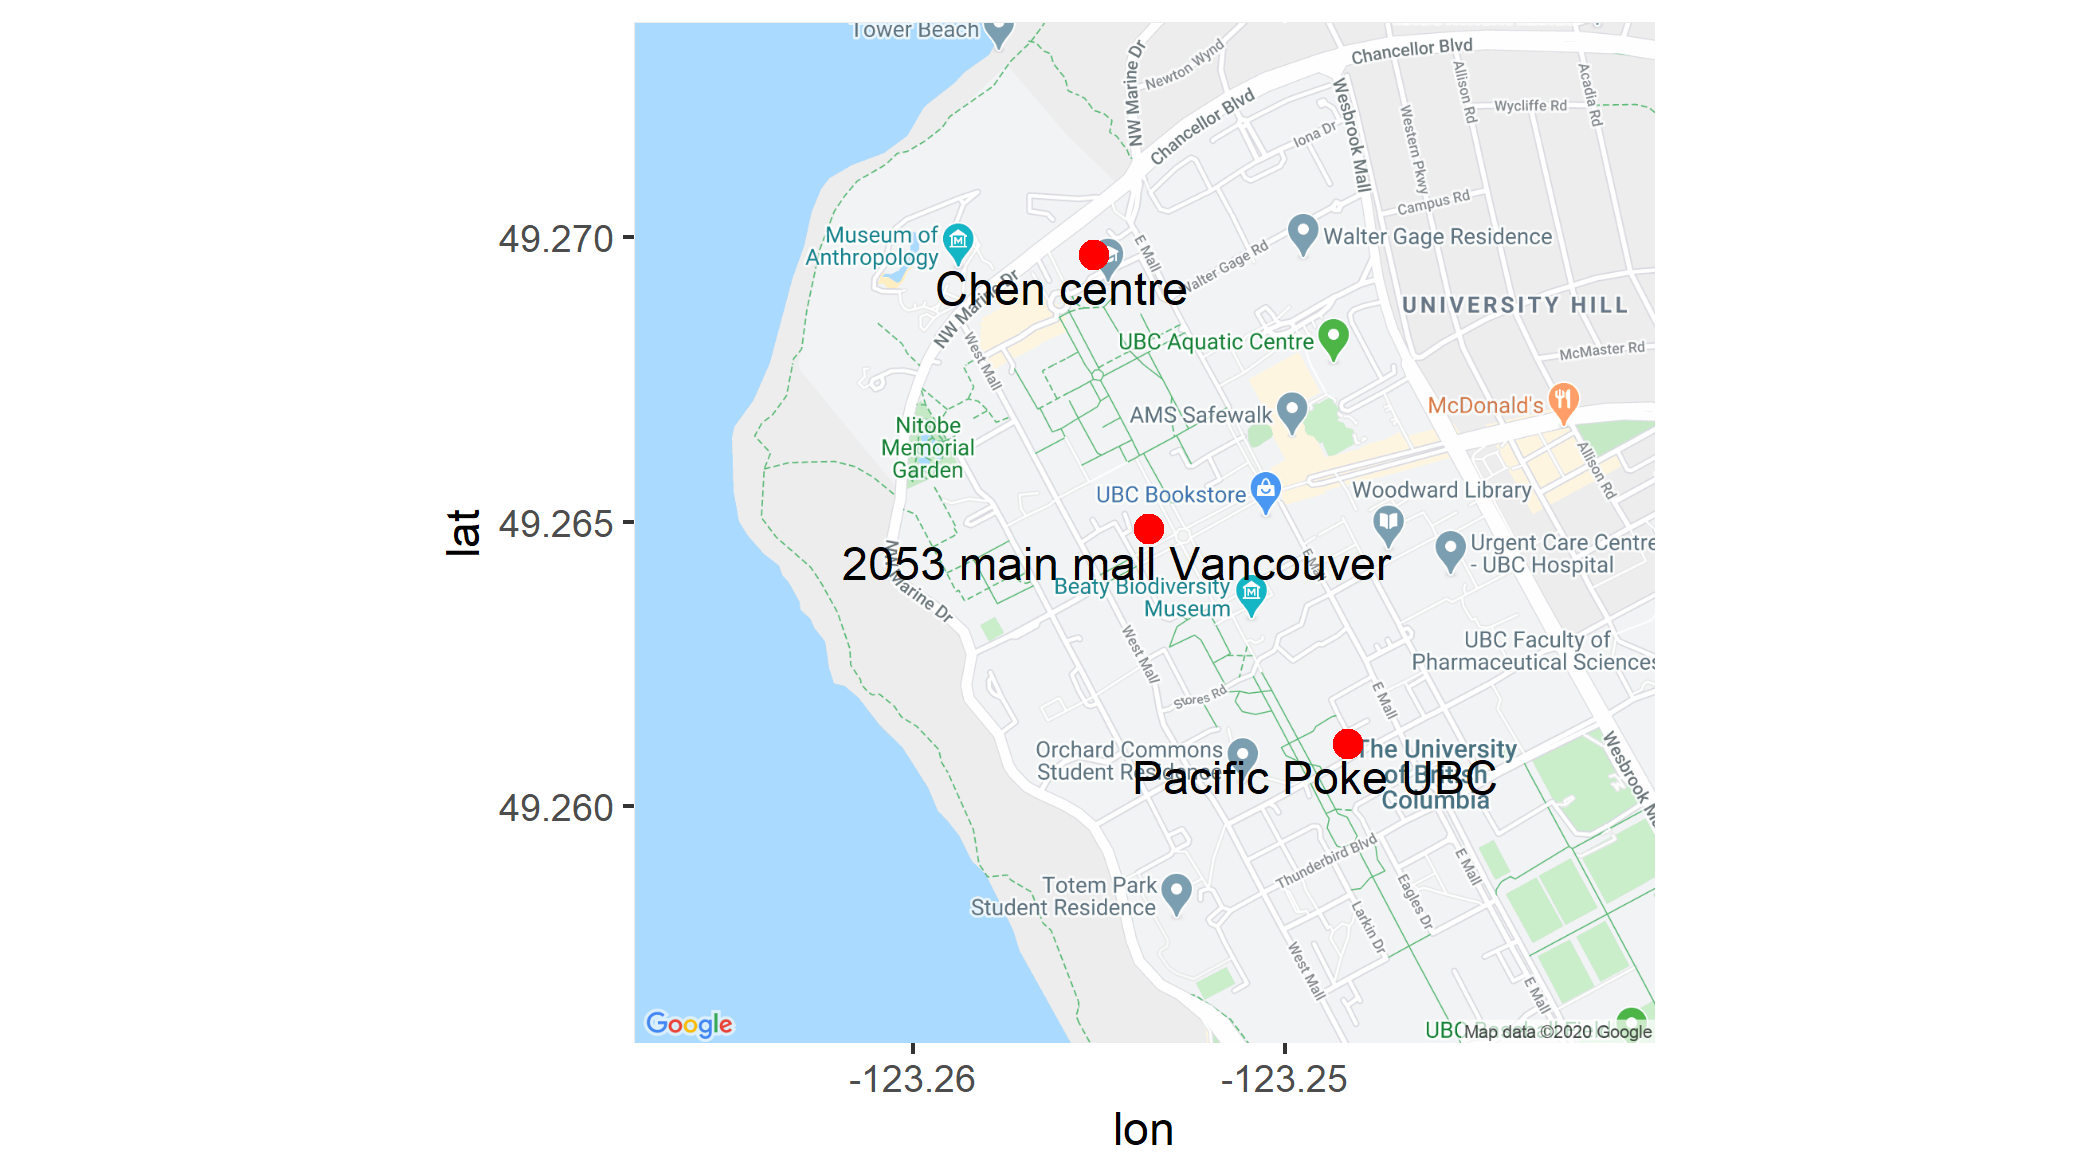 Tower Beach
NW Marine Dr
Newton Wynd
Chancellor Blvd
Chancellor Blvd
Allison Rd
Acadia Rd
Wycliffe Rd
Wesbrook Mall
Western Pkwy
Iona Dr
Campus Rd
49.270
Museum of
Anthropology
E Mall
Walter Gage Rd
Walter Gage Residence
Chen centre
NW Marine Dr
UNIVERSITY HILL
UBC Aquatic Centre
McMaster Rd
West Mall
AMS Safewalk
McDonald's
Nitobe
Memorial
Garden
Allison Rd
UBC Bookstore
Woodward Library
lat
49.265
2053 main mall Vancouver
E Mall
Urgent Care Centre
- UBC Hospital
NW Marine Dr
Beaty Biodiversity
Museum
West Mall
UBC Faculty of
Pharmaceutical Sciences
Stores Rd
E Mall
Orchard Commons
Student Residence
The University
of British
Columbia
Pacific Poke UBC
Wesbrook M
49.260
Thunderbird Blvd
E Mall
Eagles Dr
Totem Park
Student Residence
Larkin Dr
West Mall
E Mall
Google
UBC Baseball Field
Map data ©2020 Google
-123.26
-123.25
lon